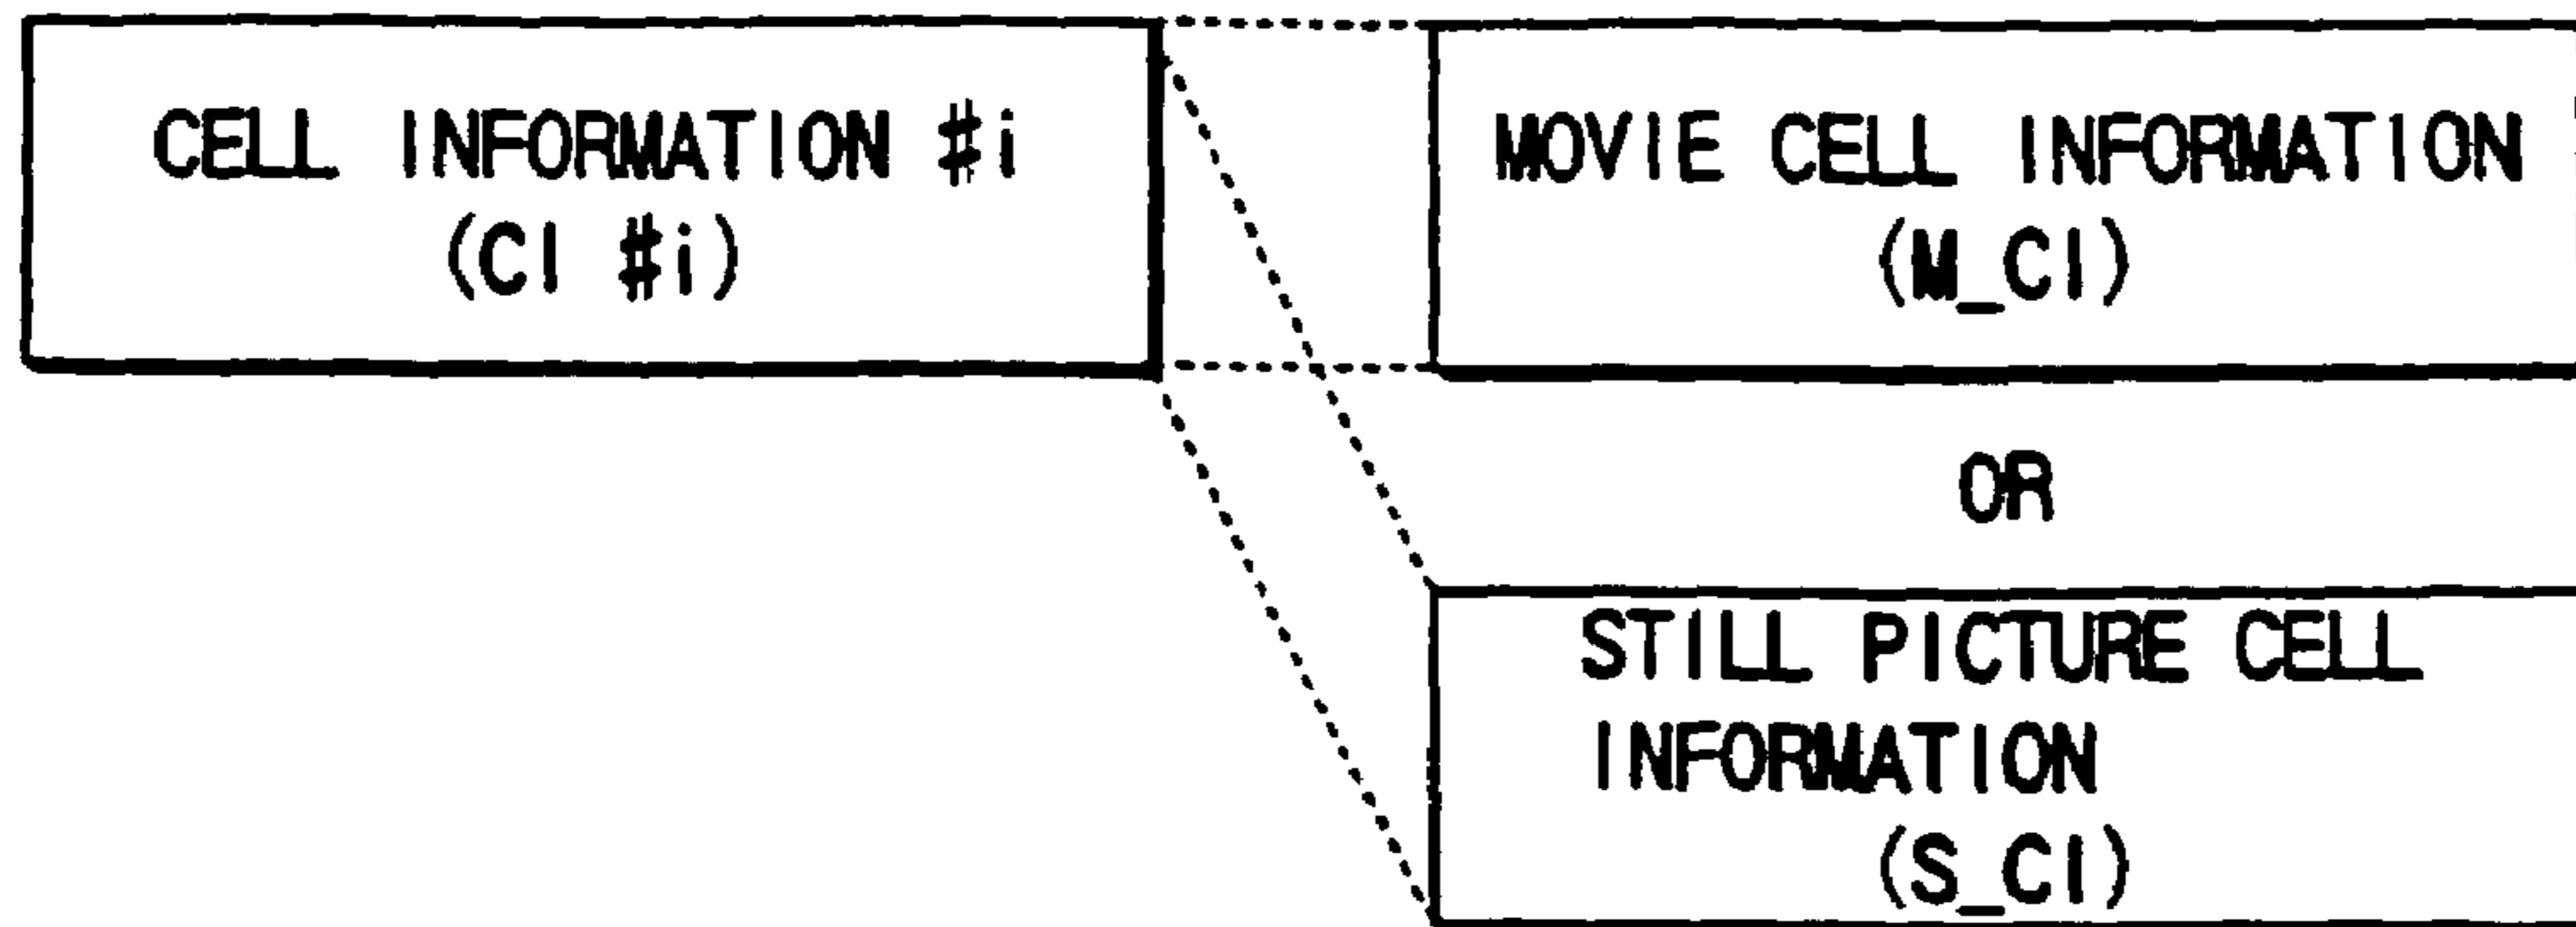 CELL INFORMATION #i
(CI #i)
MOVIE CELL INFORMATION
(M_CI)
OR
STILL PICTURE CELL
INFORMATION
(S_CI)